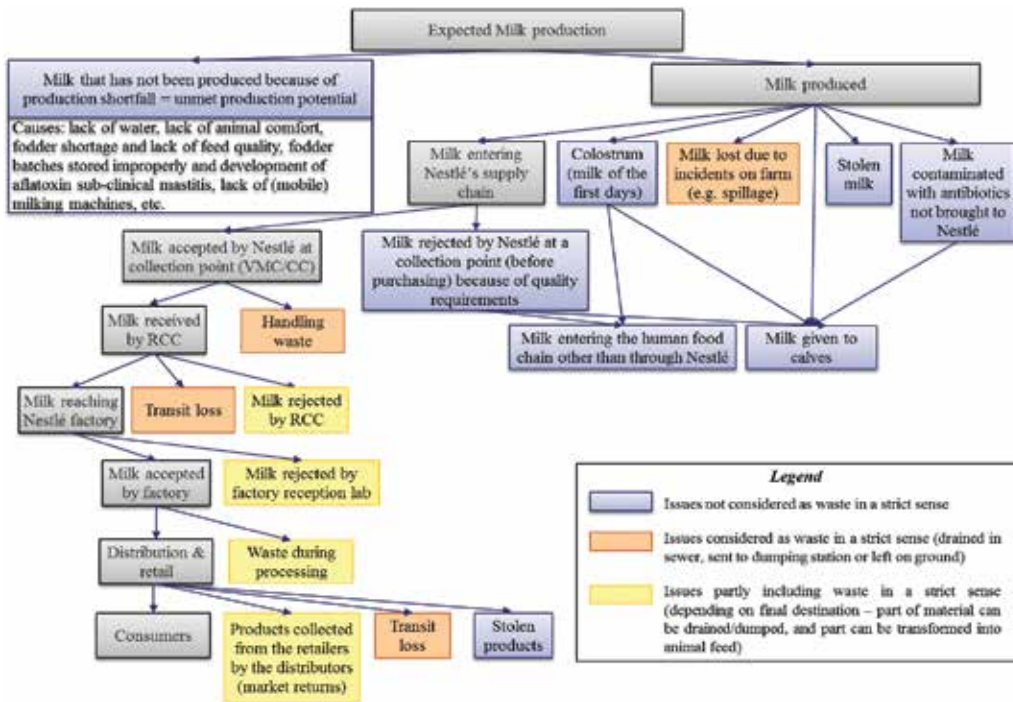 Expected Milk production
Milk that has not been produced because of
production shortfall = unmet production potential
Causes: lack of water, lack of animal comfort,
fodder shortage and lack of feed quality, fodder
batches stored improperly and development of
aflatoxin sub-clinical mastitis, lack of (mobile)
milking machines, etc.
Milk produced
Milk entering
Nestlé's supply
chain
Colostrum
(milk of the
first days)
Milk lost due to
incidents on farm
(e.g. spillage)
Stolen
milk
Milk
contaminated
with antibiotics
not brought to
Nestlé
Milk accepted by Nestlé at
collection point (VMC/CC)
Milk rejected by Nestlé at a
collection point (before
purchasing) because of quality
requirements
Milk received
by RCC
Handling
waste
Milk entering the human food
chain other than through Nestlé
Milk given to
calves
Milk reaching
Nestlé factory
Transit loss
Milk rejected
by RCC
Milk accepted
by factory
Milk rejected by
factory reception lab
Distribution &
retail
Waste during
processing
Consumers
Products collected
from the retailers
by the distributors
(market returns)
Transit
loss
Stolen
products
Legend
Issues not considered as waste in a strict sense
Issues considered as waste in a strict sense (drained in
sewer, sent to dumping station or left on ground)
Issues partly including waste in a strict sense
(depending on final destination – part of material can
be drained/dumped, and part can be transformed into
animal feed)